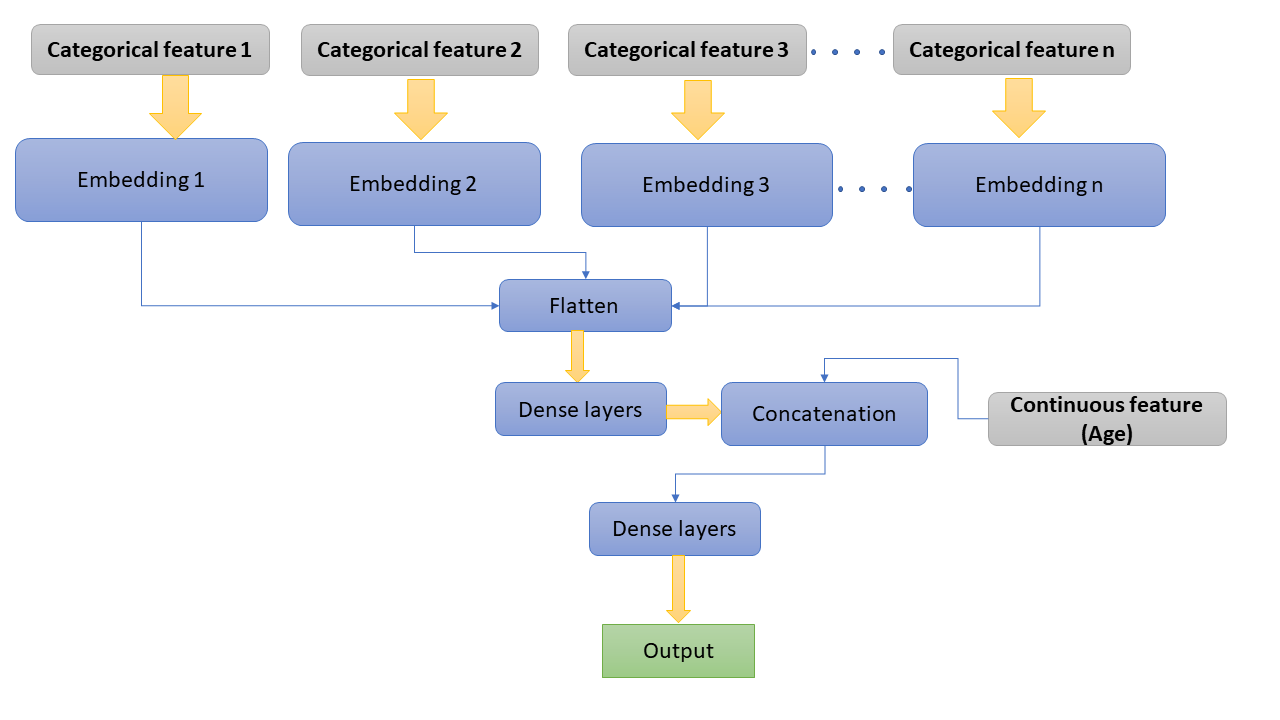 Categorical feature 1
Categorical feature 2
Categorical feature 3
Categorical feature n
Embedding 1
Embedding 2
Embedding 3
Embedding n
Flatten
Dense layers
Concatenation
Continuous feature
(Age)
Dense layers
Output